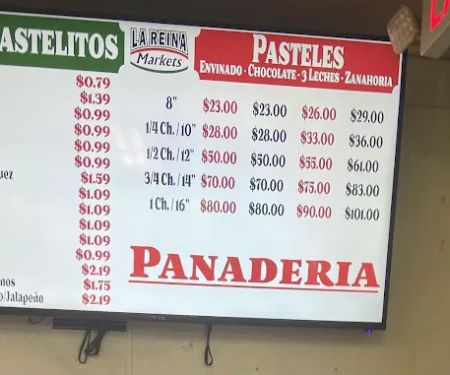 ASTELITOS
$0.79
$1.39
$0.99
$0.99
$0.99
$0.99
uez $1.59
$1.09
$1.09
$1.09
$1.09
$0.99
$2.19
nos $1.75
o/Jalapeño $2.19
LA REINA
Markets
PASTELES
ENVINADO - CHOCOLATE - 3 LECHES - ZANAHORIA
8" $23.00 $23.00 $26.00 $29.00
1/4 Ch./10" $28.00 $28.00 $33.00 $36.00
1/2 Ch./12" $50.00 $50.00 $55.00 $61.00
3/4 Ch./14" $70.00 $70.00 $75.00 $83.00
1 Ch./16" $80.00 $80.00 $90.00 $101.00
PANADERIA